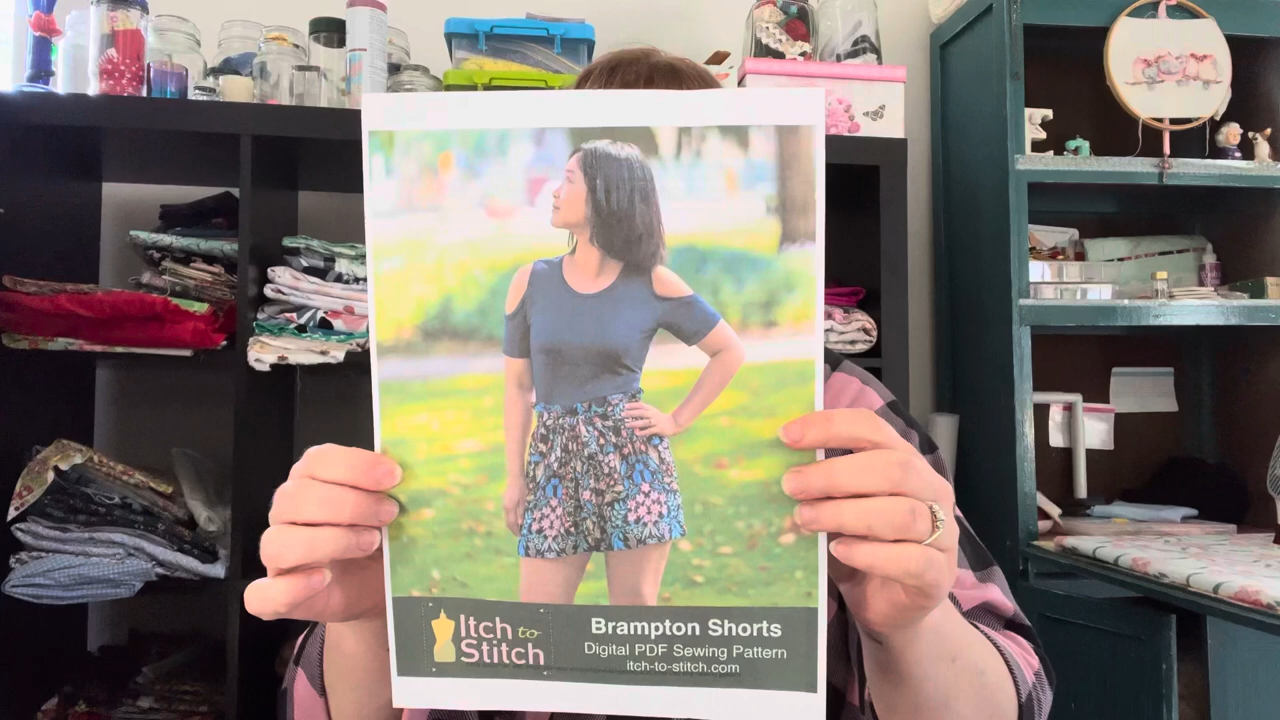 Itch to
Stitch
Brampton Shorts
Digital PDF Sewing Pattern
itch-to-stitch.com